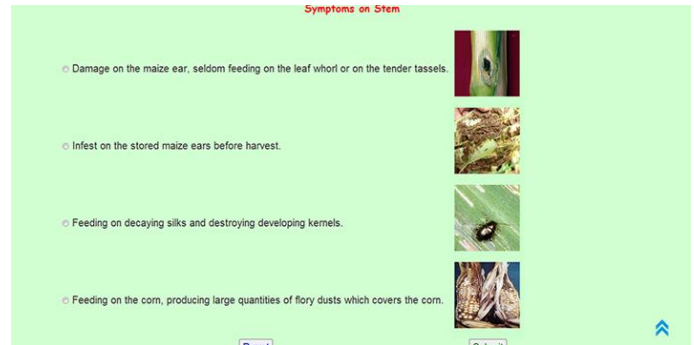 Symptoms on Stem
Damage on the maize ear, seldom feeding on the leaf whorl or on the tender tassels.
Infest on the stored maize ears before harvest.
Feeding on decaying silks and destroying developing kernels.
Feeding on the corn, producing large quantities of flory dusts which covers the corn.